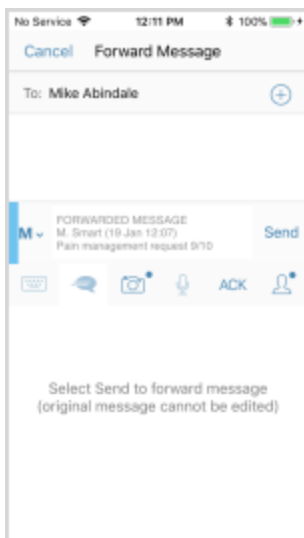 No Service 12:11 PM 100%
Cancel Forward Message
To: Mike Abindale
FORWARDED MESSAGE
M. Smart (19 Jan 12:07)
M Pain management request 9/10 Send
ACK
Select Send to forward message
(original message cannot be edited)